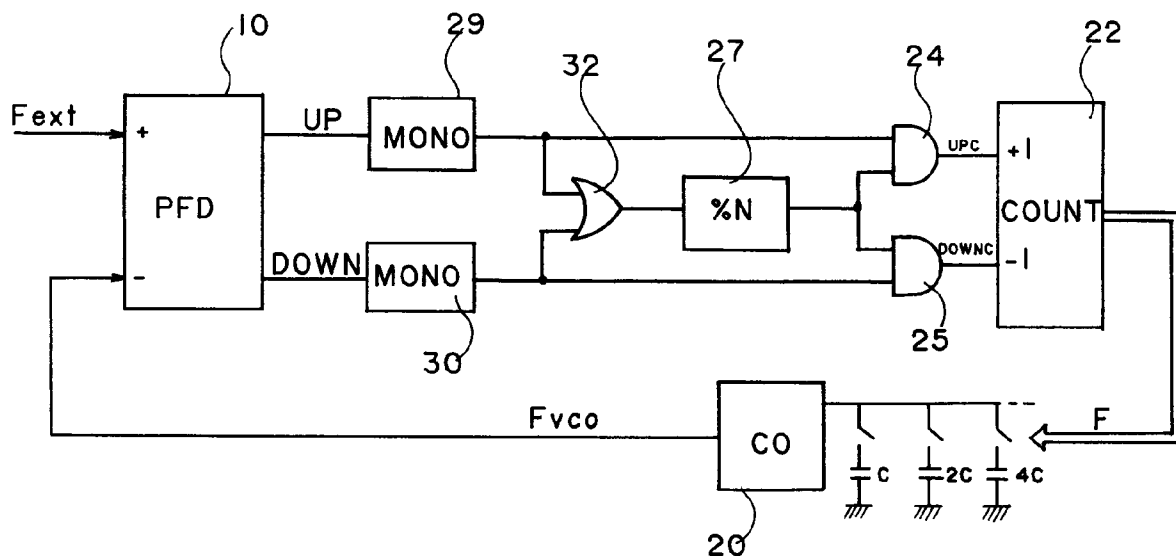 10
29
32
27
24
22
Fext
+
UP
MONO
UPC
+1
PFD
%N
COUNT
DOWN
MONO
DOWNC
-1
-
30
25
Fvco
CO
F
C
2C
4C
20